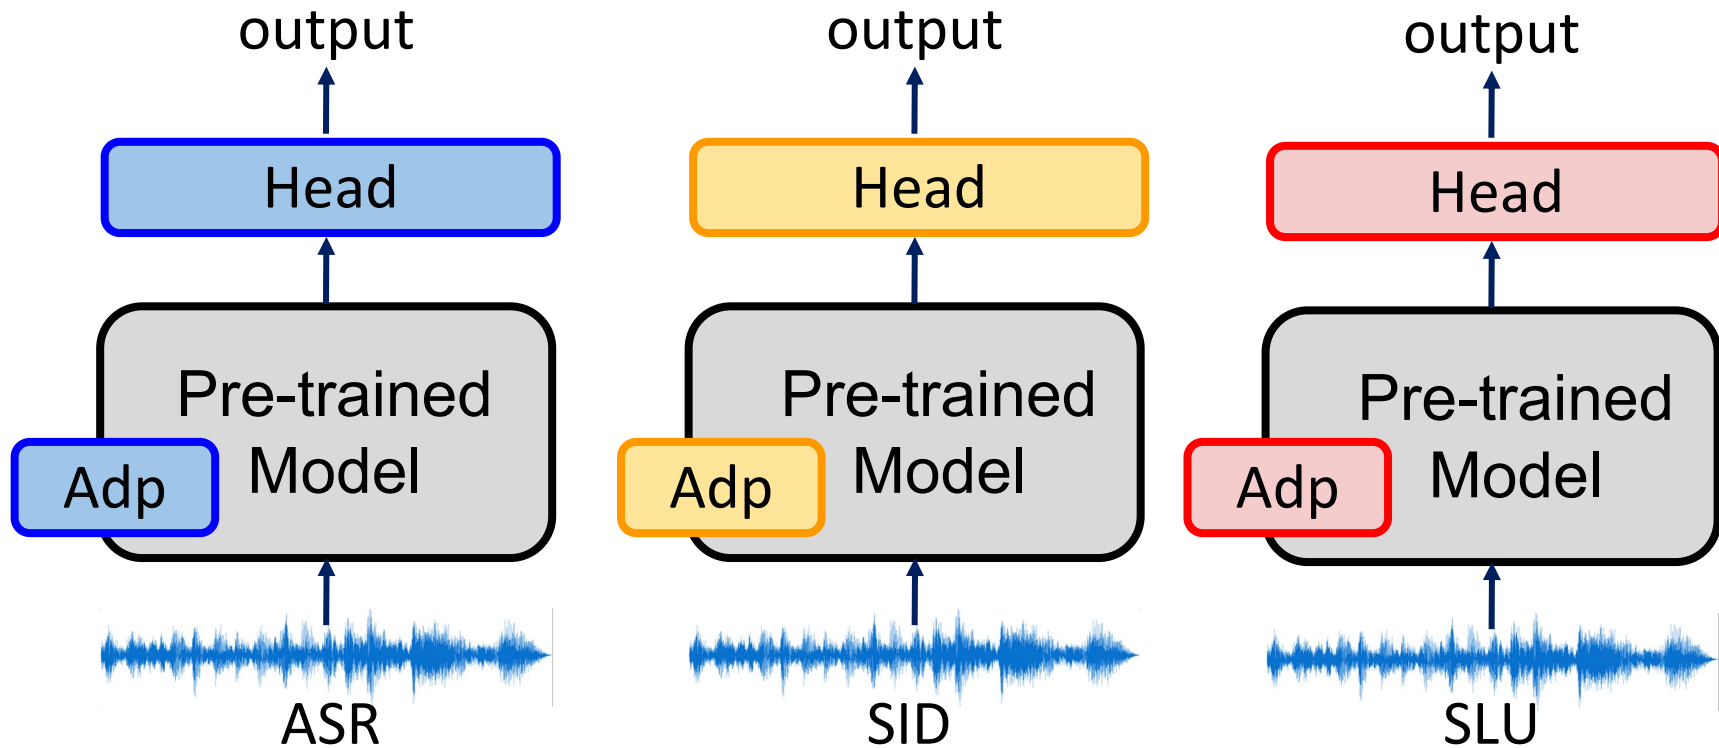 output
output
output
Head
Head
Head
Pre-trained
Model
Pre-trained
Model
Pre-trained
Model
Adp
Adp
Adp
ASR
SID
SLU